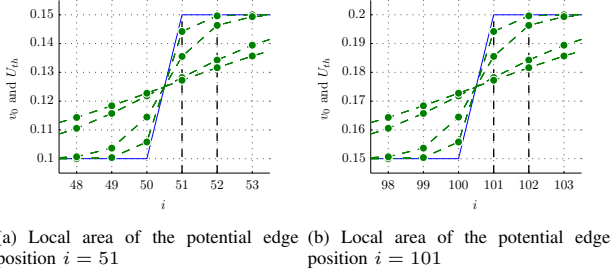 0.15
0.14
0.13
0.12
0.11
0.1
v₀ and Uₜₕ
48 49 50 51 52 53
i
0.2
0.19
0.18
0.17
0.16
0.15
v₀ and Uₜₕ
98 99 100 101 102 103
i
a) Local area of the potential edge
position i = 51
(b) Local area of the potential edge
position i = 101